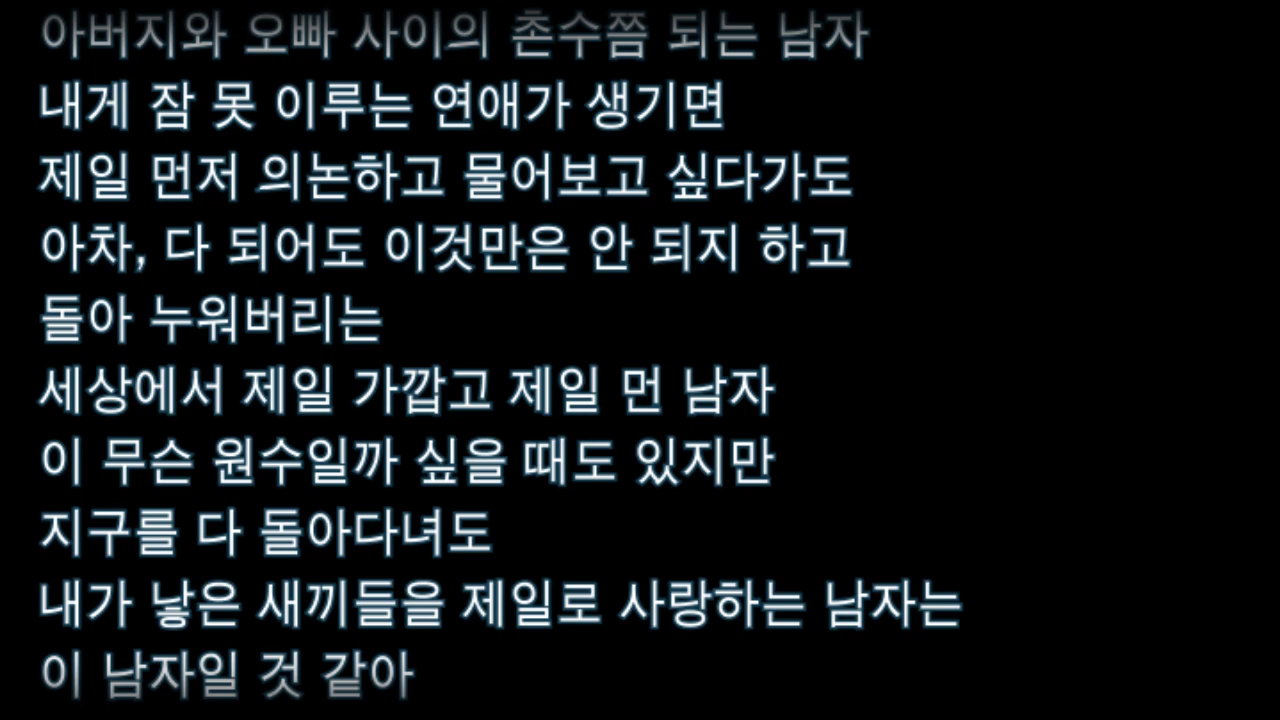 아버지와 오빠 사이의 촌수쯤 되는 남자
내게 잠 못 이루는 연애가 생기면
제일 먼저 의논하고 물어보고 싶다가도
아차, 다 되어도 이것만은 안 되지 하고
돌아 누워버리는
세상에서 제일 가깝고 제일 먼 남자
이 무슨 원수일까 싶을 때도 있지만
지구를 다 돌아다녀도
내가 낳은 새끼들을 제일로 사랑하는 남자는
이 남자일 것 같아